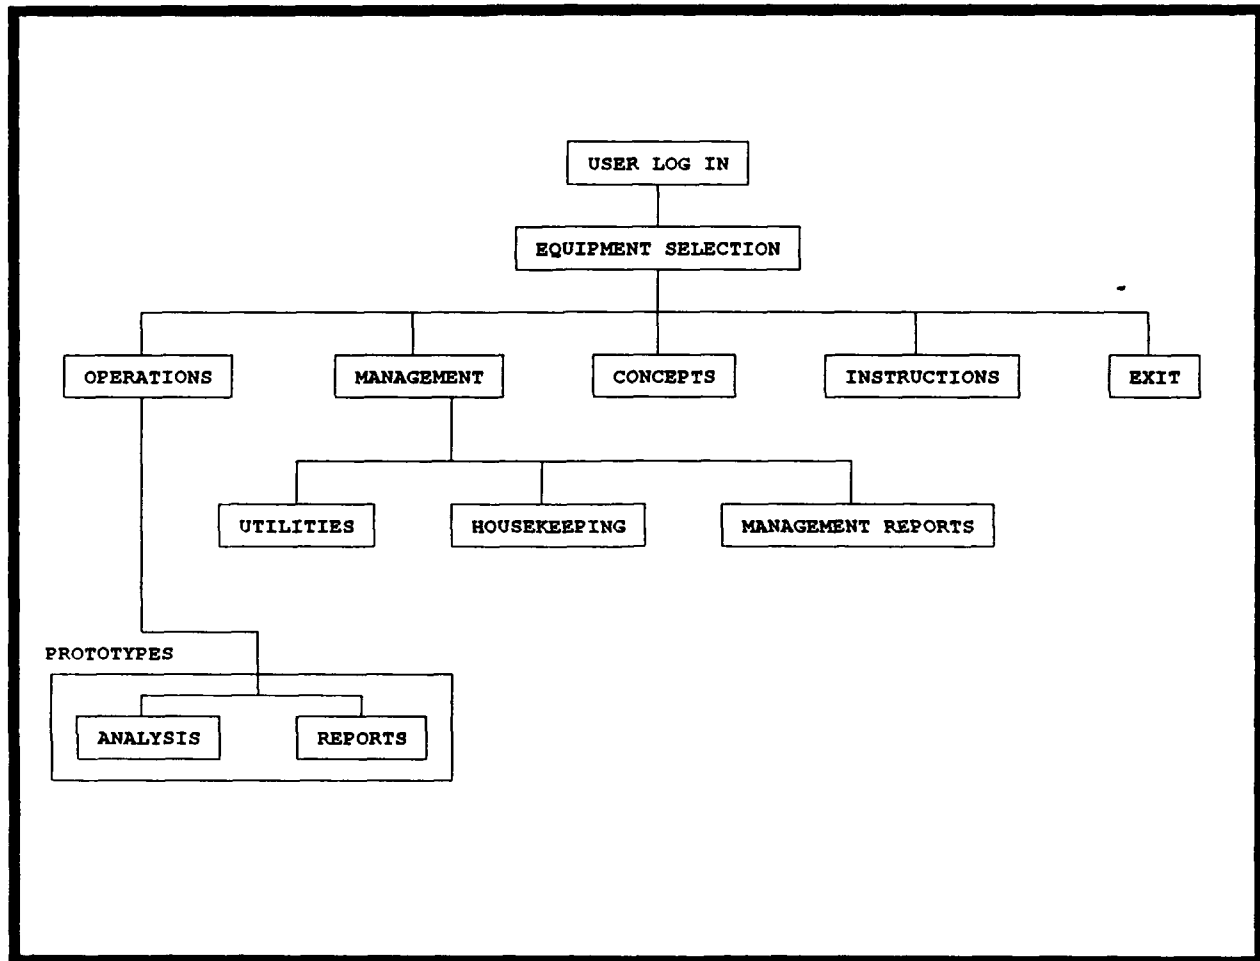 USER LOG IN
EQUIPMENT SELECTION
OPERATIONS
MANAGEMENT
CONCEPTS
INSTRUCTIONS
EXIT
UTILITIES
HOUSEKEEPING
MANAGEMENT REPORTS
PROTOTYPES
ANALYSIS
REPORTS